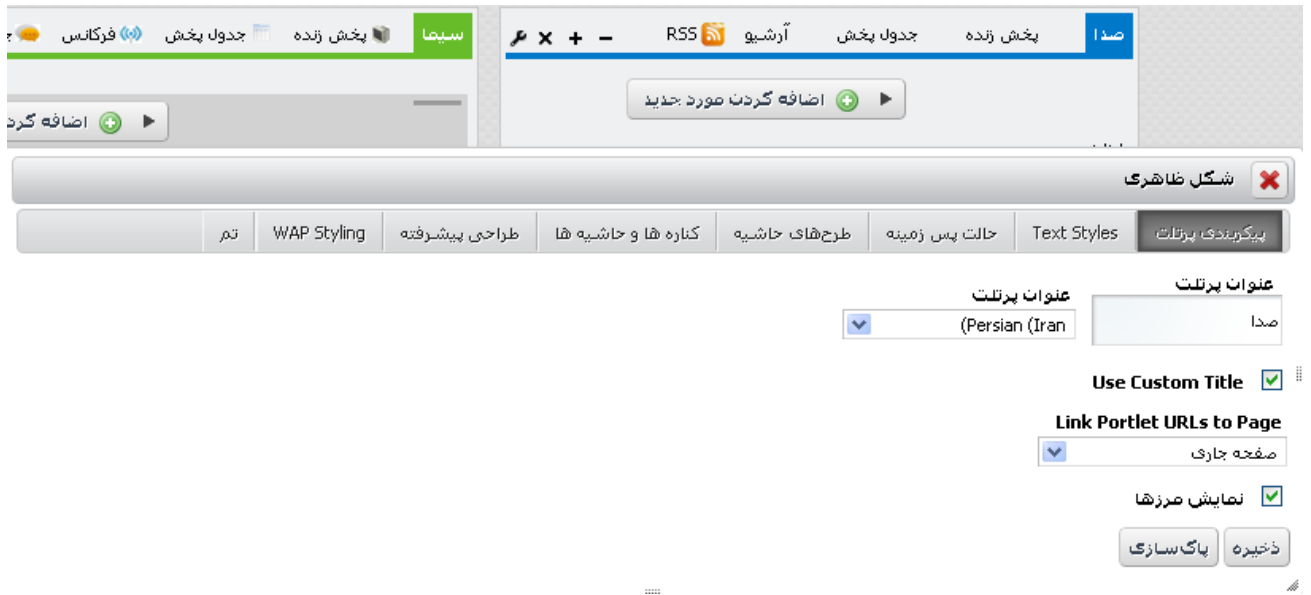 صدا پخش زنده جدول پخش آرشیو RSS
سیما پخش زنده جدول پخش فرکانس
اضافه کردن مورد جدید
اضافه کرد
شکل ظاهری
پیکربندی پرتلت Text Styles حالت پس زمینه طرح‌های حاشیه کناره ها و حاشیه ها طراحی پیشرفته WAP Styling تم
عنوان پرتلت
صدا
عنوان پرتلت
(Persian (Iran
Use Custom Title
Link Portlet URLs to Page
صفحه جاری
نمایش مرزها
ذخیره پاک‌سازی